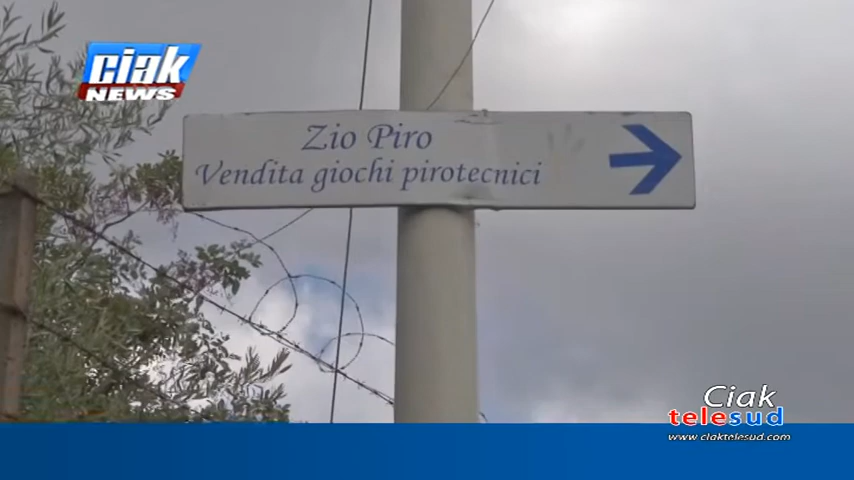 ciak
NEWS
Zio Piro
Vendita giochi pirotecnici
Ciak
telesud
www.ciaktelesud.com